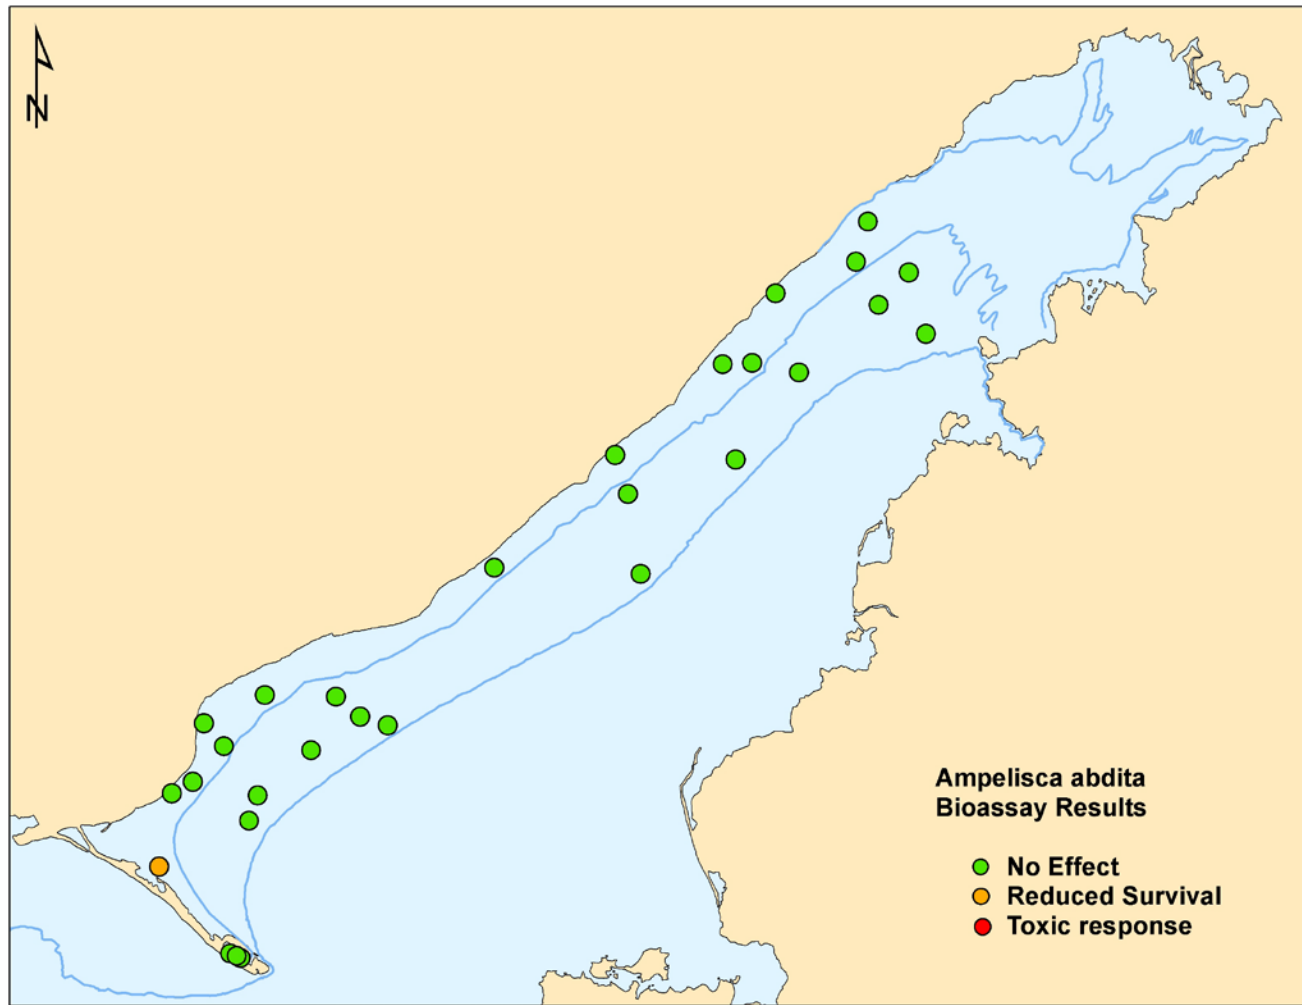 N
Ampelisca abdita
Bioassay Results
No Effect
Reduced Survival
Toxic response